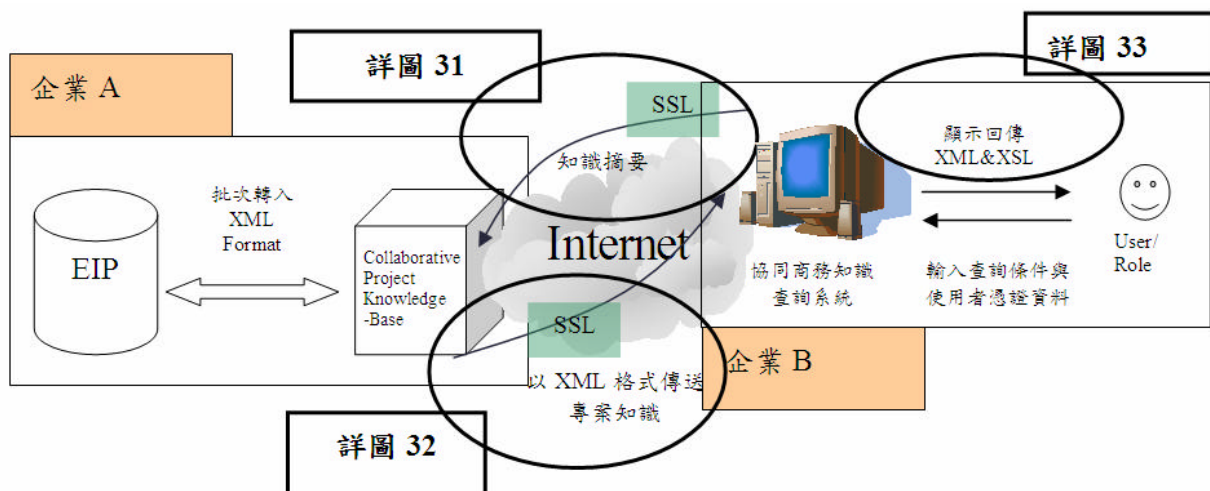 詳圖 31
詳圖 33
企業 A
SSL
顯示回傳
XML&XSL
知識摘要
批次轉入
XML
Format
EIP
Collaborative
Project
Knowledge
-Base
Internet
User/
Role
協同商務知識
查詢系統
輸入查詢條件與
使用者憑證資料
SSL
企業 B
以 XML 格式傳送
專案知識
詳圖 32